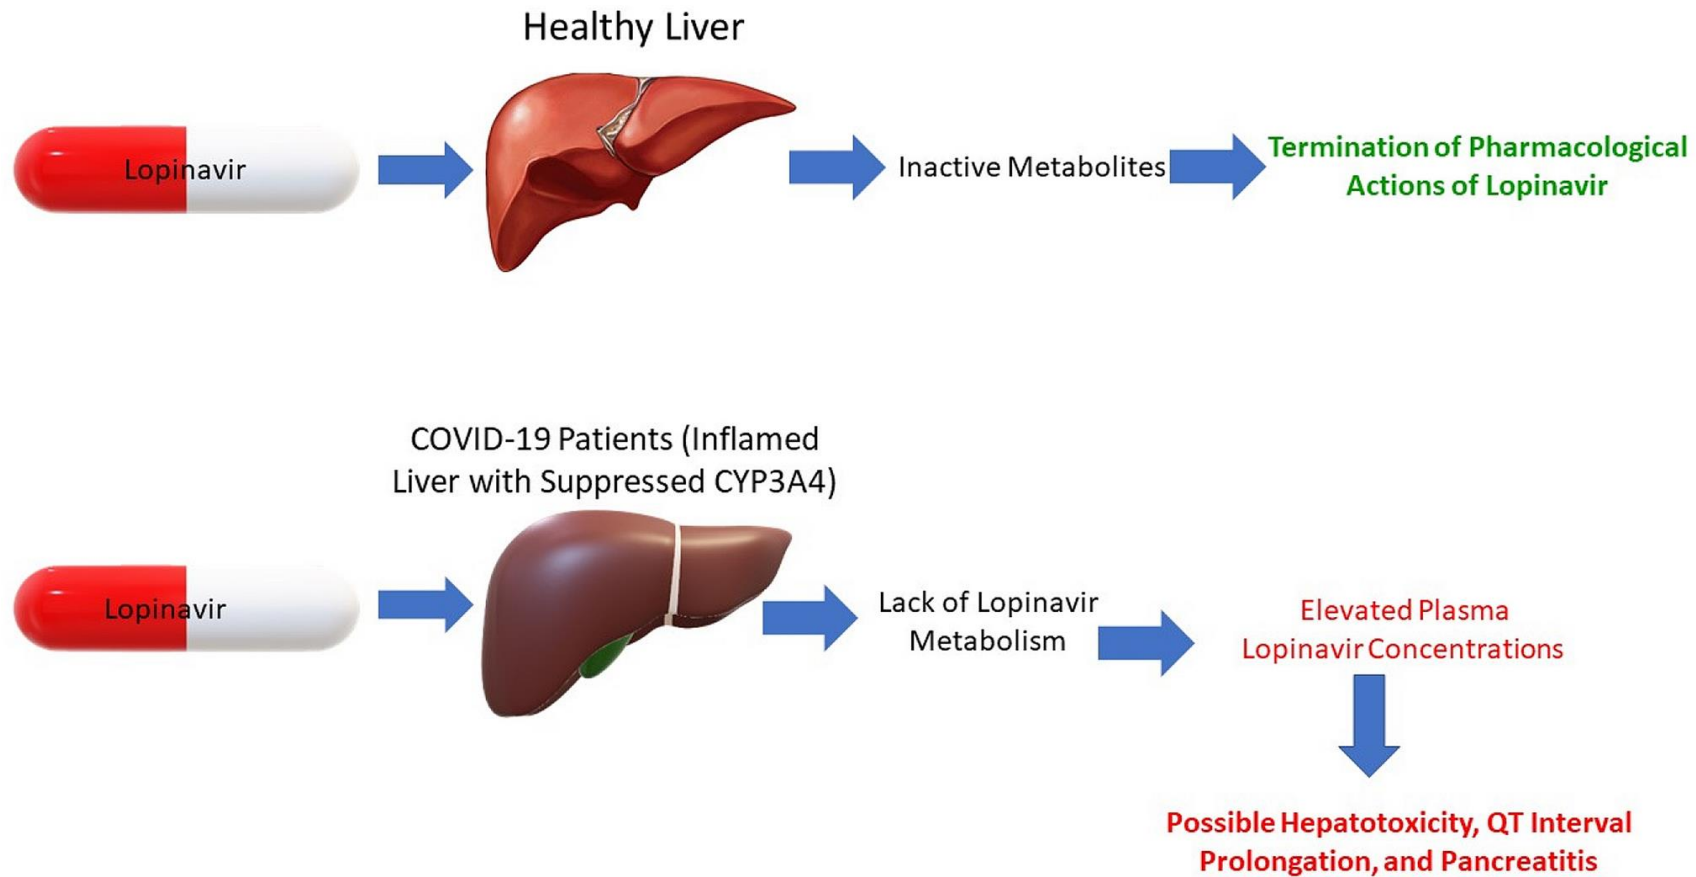 Healthy Liver
Lopinavir
Inactive Metabolites
Termination of Pharmacological
Actions of Lopinavir
COVID-19 Patients (Inflamed
Liver with Suppressed CYP3A4)
Lopinavir
Lack of Lopinavir
Metabolism
Elevated Plasma
Lopinavir Concentrations
Possible Hepatotoxicity, QT Interval
Prolongation, and Pancreatitis